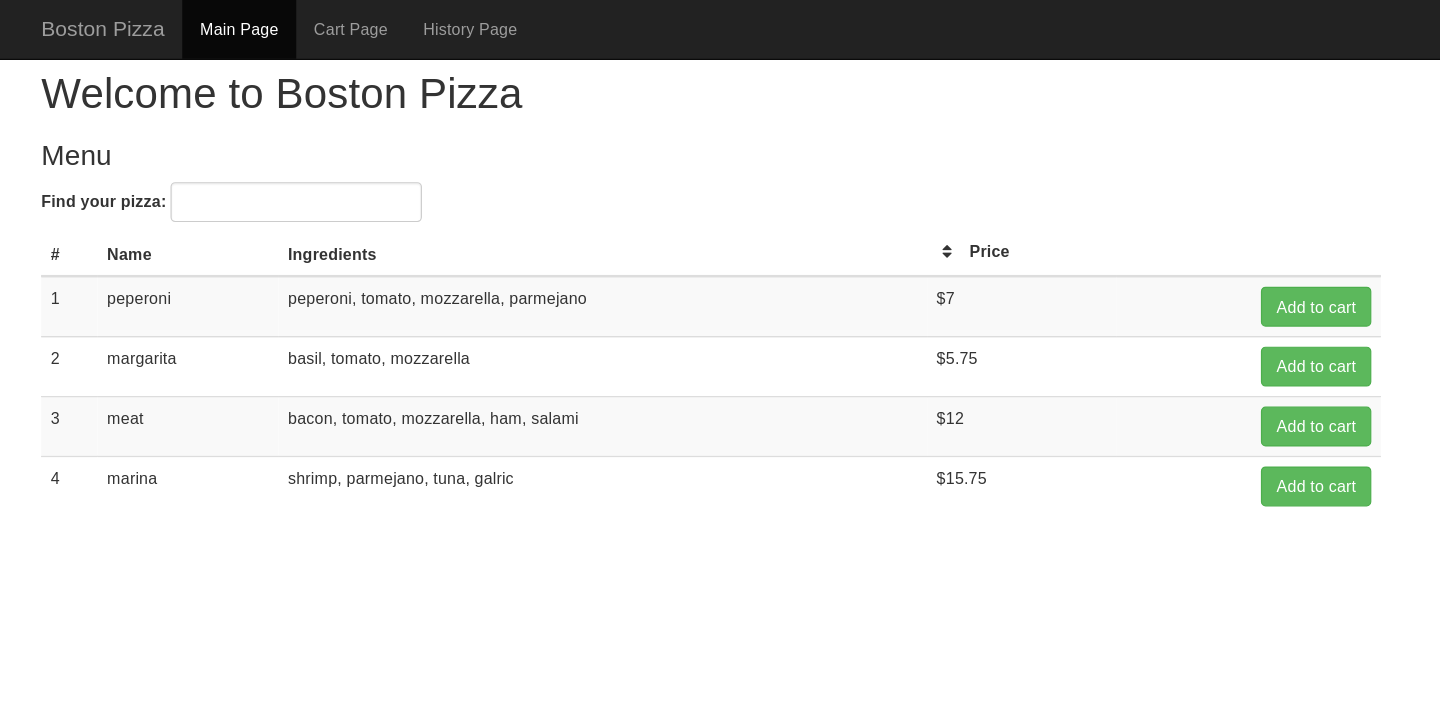 Boston Pizza Main Page Cart Page History Page
Welcome to Boston Pizza
Menu
Find your pizza:
# Name Ingredients Price
1 peperoni peperoni, tomato, mozzarella, parmejano $7 Add to cart
2 margarita basil, tomato, mozzarella $5.75 Add to cart
3 meat bacon, tomato, mozzarella, ham, salami $12 Add to cart
4 marina shrimp, parmejano, tuna, galric $15.75 Add to cart